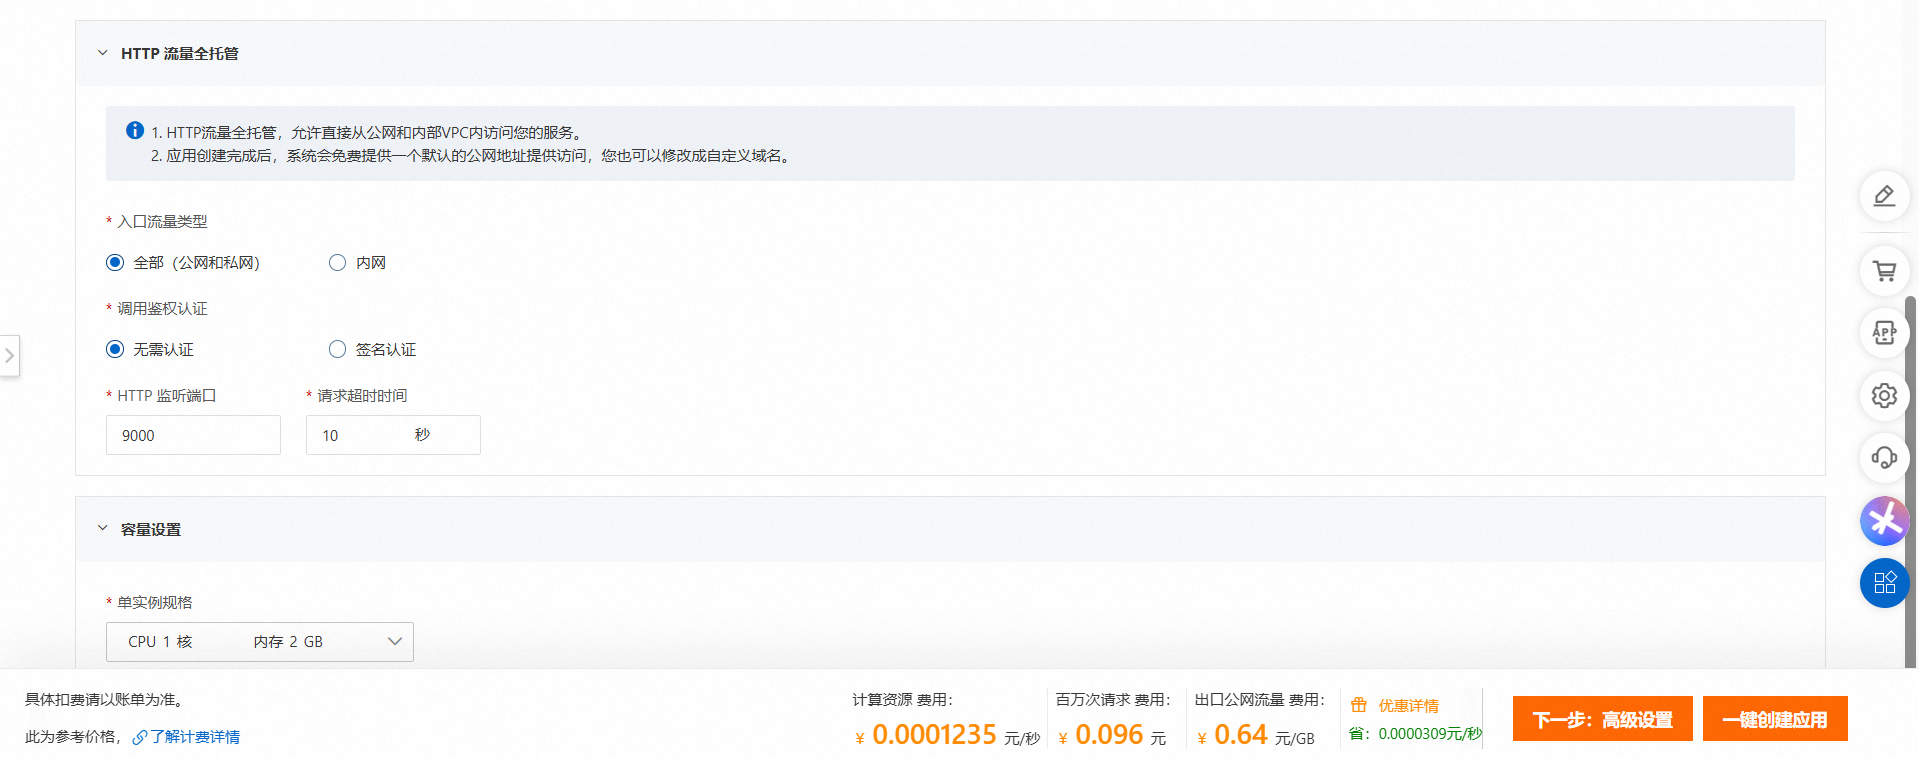 HTTP 流量全托管
1. HTTP流量全托管，允许直接从公网和内部VPC内访问您的服务。
2. 应用创建完成后，系统会免费提供一个默认的公网地址提供访问，您也可以修改成自定义域名。
* 入口流量类型
全部（公网和私网） 内网
* 调用鉴权认证
无需认证 签名认证
* HTTP 监听端口 * 请求超时时间
9000 10 秒
容量设置
* 单实例规格
CPU 1 核 内存 2 GB
具体扣费请以账单为准。
此为参考价格， 了解计费详情
计算资源 费用： 百万次请求 费用： 出口公网流量 费用： 优惠详情
¥ 0.0001235 元/秒 ¥ 0.096 元 ¥ 0.64 元/GB 省：0.0000309元/秒
下一步：高级设置 一键创建应用
APP